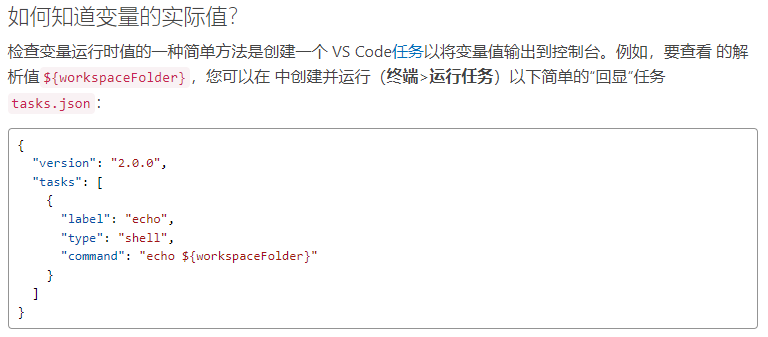 如何知道变量的实际值？
检查变量运行时值的一种简单方法是创建一个 VS Code任务以将变量值输出到控制台。例如，要查看 的解
析值 ${workspaceFolder} ，您可以在 中创建并运行（终端>运行任务）以下简单的“回显”任务
tasks.json：
{
  "version": "2.0.0",
  "tasks": [
    {
      "label": "echo",
      "type": "shell",
      "command": "echo ${workspaceFolder}"
    }
  ]
}